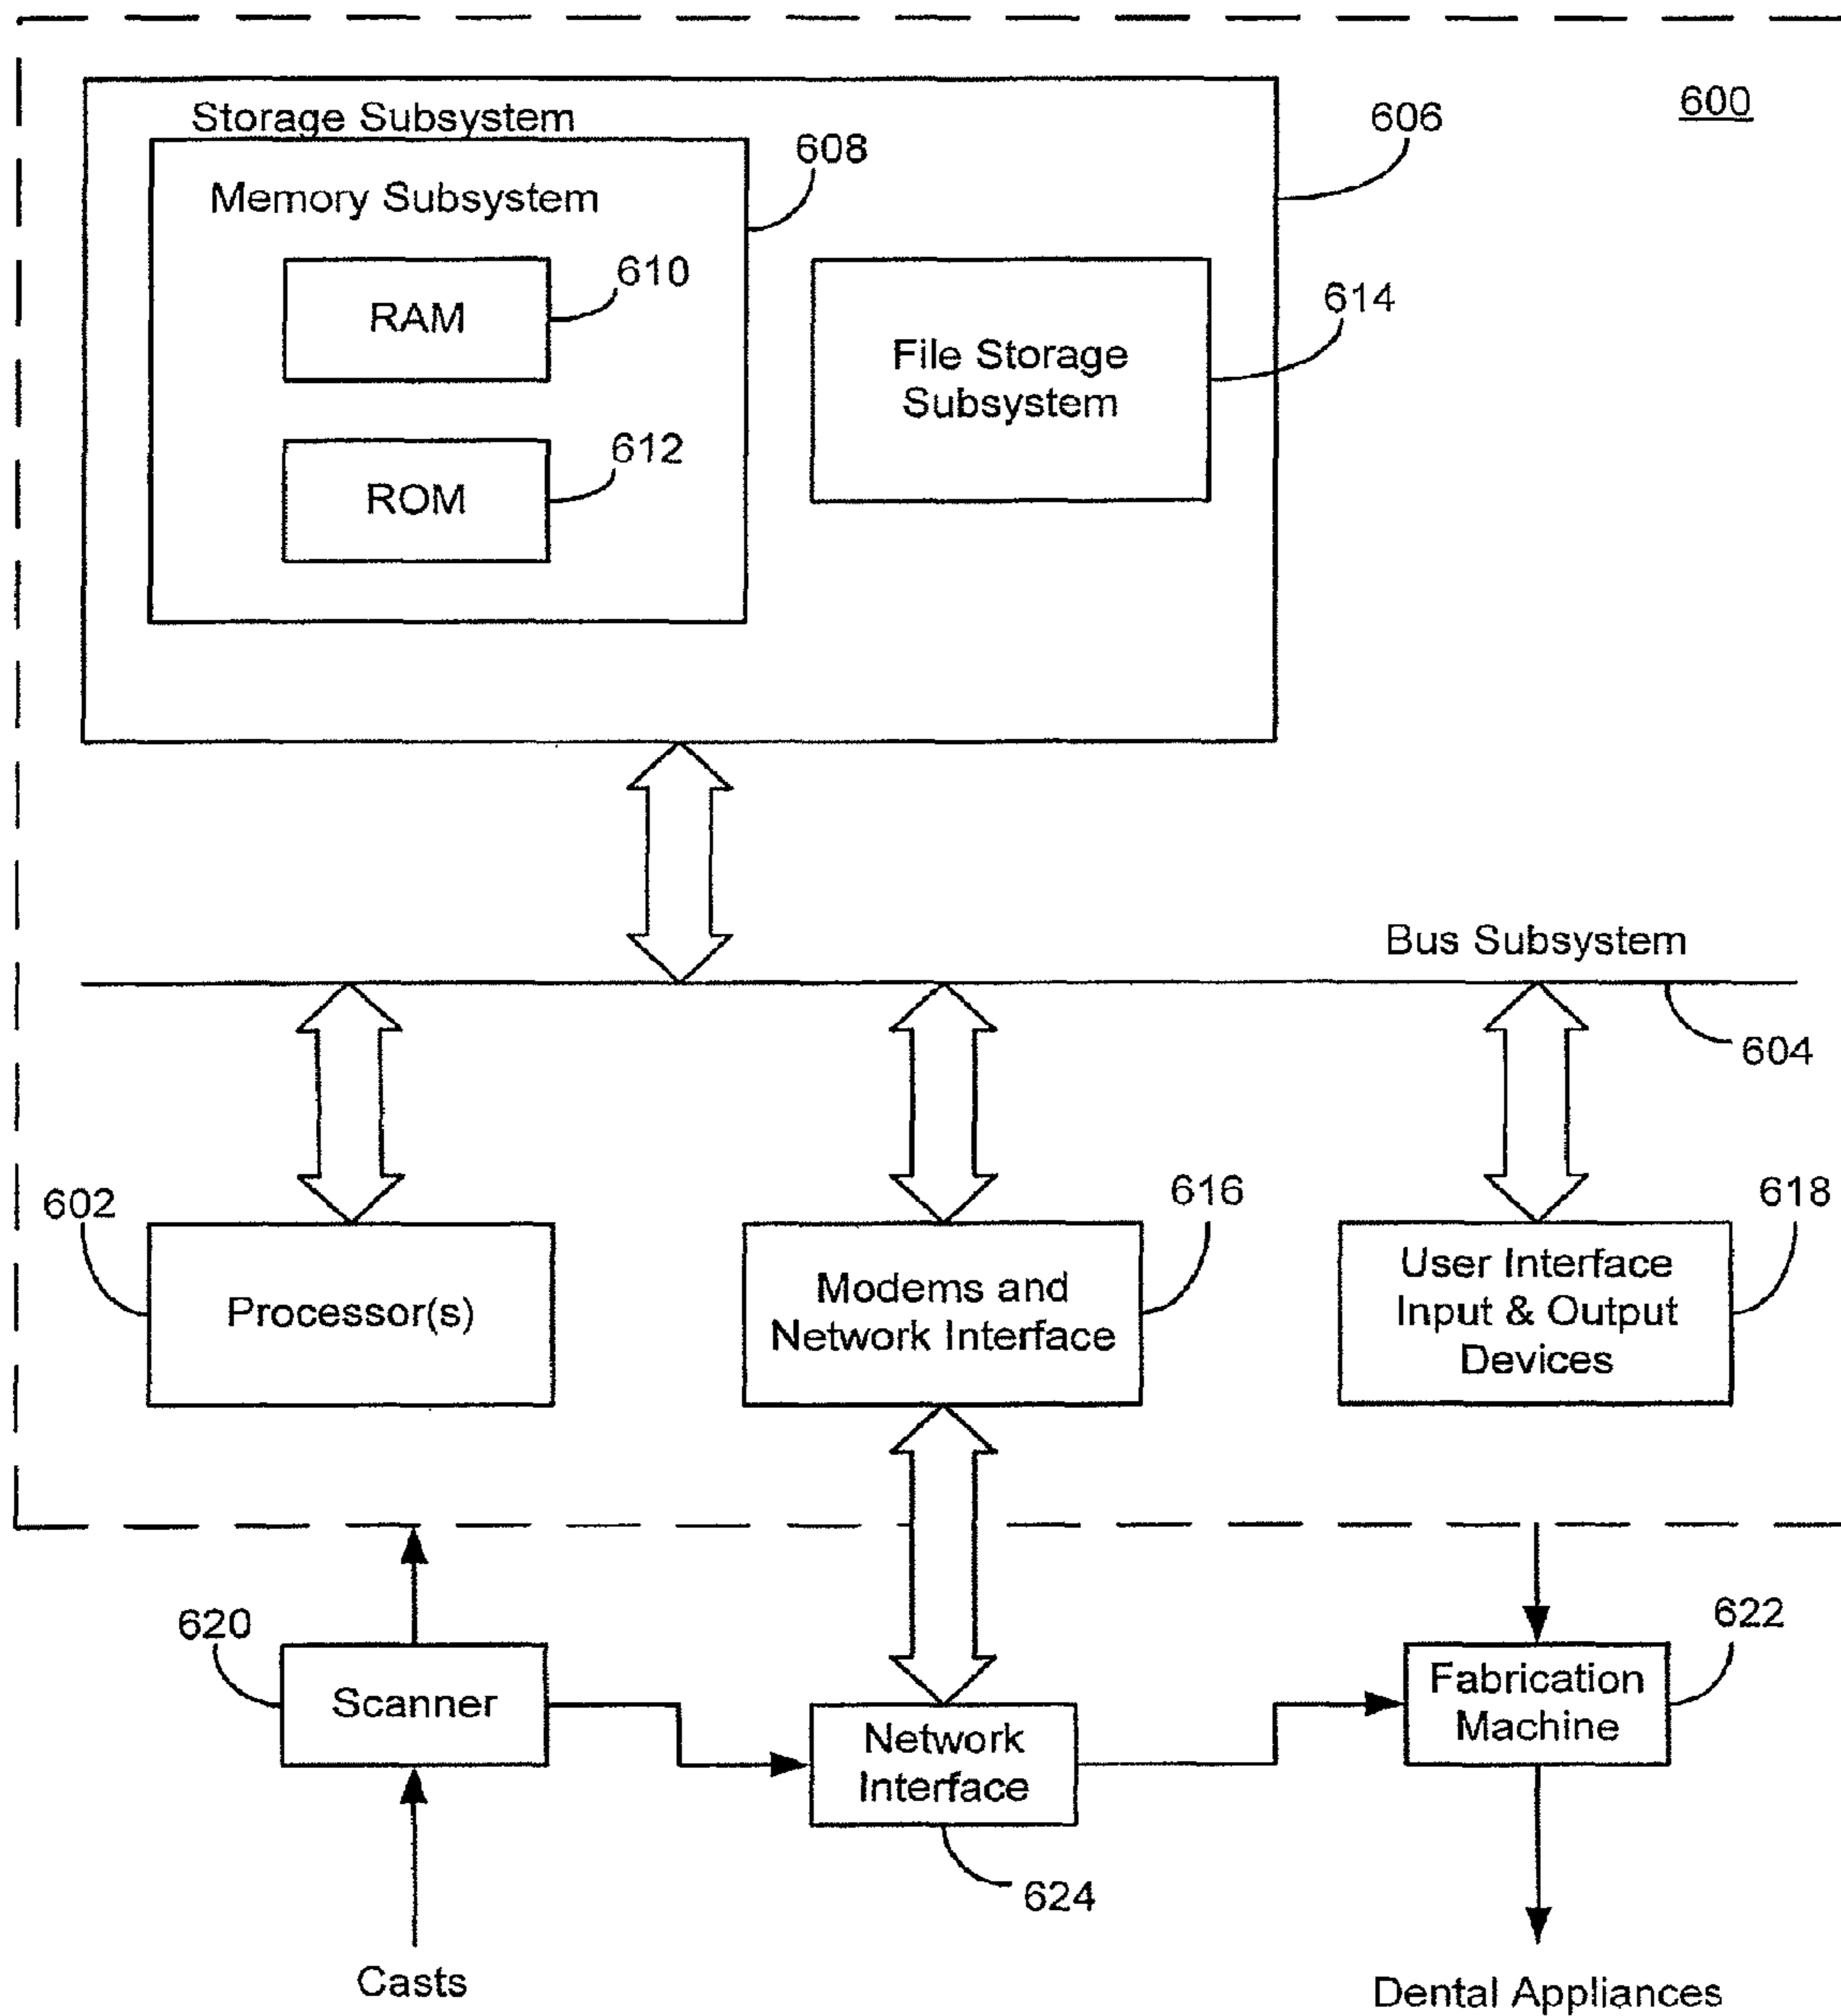 600
Storage Subsystem
606
608
Memory Subsystem
610
RAM
614
File Storage
Subsystem
612
ROM
Bus Subsystem
604
602
Processor(s)
616
Modems and
Network Interface
618
User Interface
Input & Output
Devices
620
Scanner
622
Fabrication
Machine
Network
Interface
624
Casts
Dental Appliances